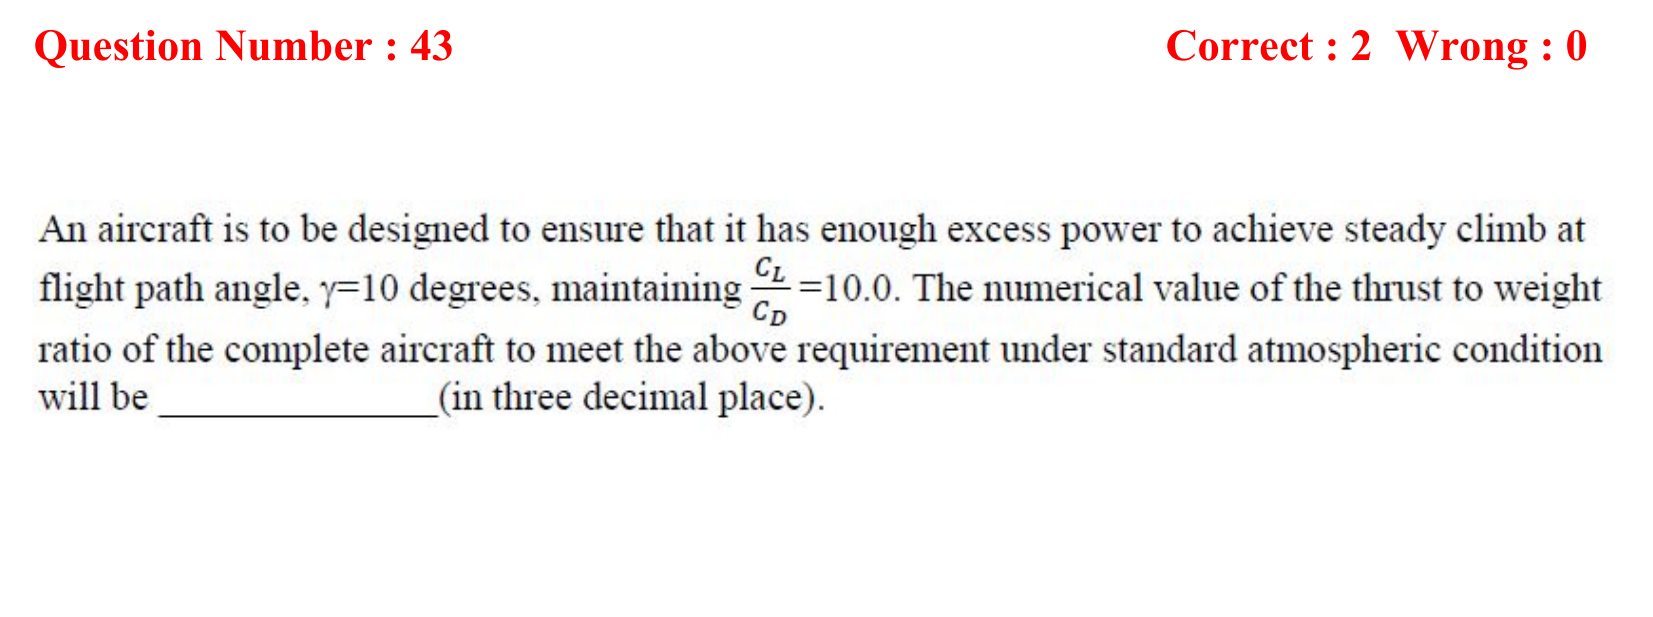 Question Number : 43 Correct : 2 Wrong : 0
An aircraft is to be designed to ensure that it has enough excess power to achieve steady climb at
flight path angle, γ=10 degrees, maintaining C_L/C_D =10.0. The numerical value of the thrust to weight
ratio of the complete aircraft to meet the above requirement under standard atmospheric condition
will be ______________(in three decimal place).